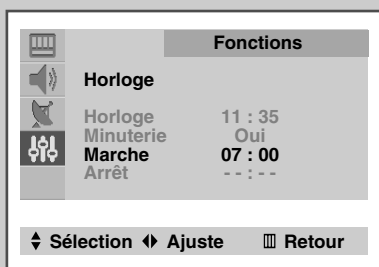 Fonctions
Horloge
Horloge 11 : 35
Minuterie Oui
Marche 07 : 00
Arrêt - - : - -
Sélection Ajuste Retour